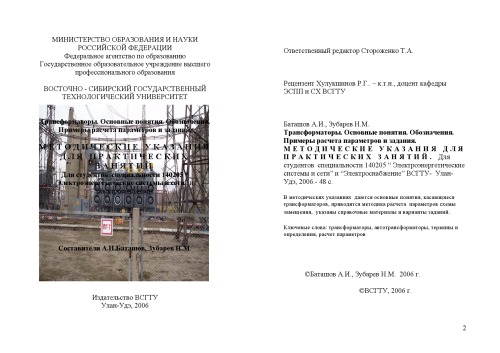 МИНИСТЕРСТВО ОБРАЗОВАНИЯ И НАУКИ
РОССИЙСКОЙ ФЕДЕРАЦИИ
Федеральное агентство по образованию
Государственное образовательное учреждение высшего
профессионального образования
ВОСТОЧНО - СИБИРСКИЙ ГОСУДАРСТВЕННЫЙ
ТЕХНОЛОГИЧЕСКИЙ УНИВЕРСИТЕТ
Трансформаторы. Основные понятия. Обозначения.
Примеры расчета параметров и задания.
МЕТОДИЧЕСКИЕ УКАЗАНИЯ
ДЛЯ ПРАКТИЧЕСКИХ
ЗАНЯТИЙ
Для студентов специальности 140205
Электроэнергетические системы и сети
Составители А.И.Баташов, Зубарев Н.М.
Издательство ВСГТУ
Улан-Удэ, 2006
Ответственный редактор Стороженко Т.А.
Рецензент Хулукшинов Р.Г. – к.т.н., доцент кафедры
ЭСПП и СХ ВСГТУ
Баташов А.И., Зубарев Н.М.
Трансформаторы. Основные понятия. Обозначения.
Примеры расчета параметров и задания.
МЕТОДИЧЕСКИЕ УКАЗАНИЯ ДЛЯ
ПРАКТИЧЕСКИХ ЗАНЯТИЙ. Для
студентов специальности 140205 " Электроэнергетические
системы и сети" и "Электроснабжение" ВСГТУ- Улан-
Удэ, 2006 - 48 с.
В методических указаниях даются основные понятия, касающиеся
трансформаторов, приводится методика расчета параметров схемы
замещения, указаны справочные материалы и варианты заданий.
Ключевые слова: трансформаторы, автотрансформаторы, термины и
определения, расчет параметров
©Баташов А.И., Зубарев Н.М. 2006 г.
©ВСГТУ, 2006 г.
2